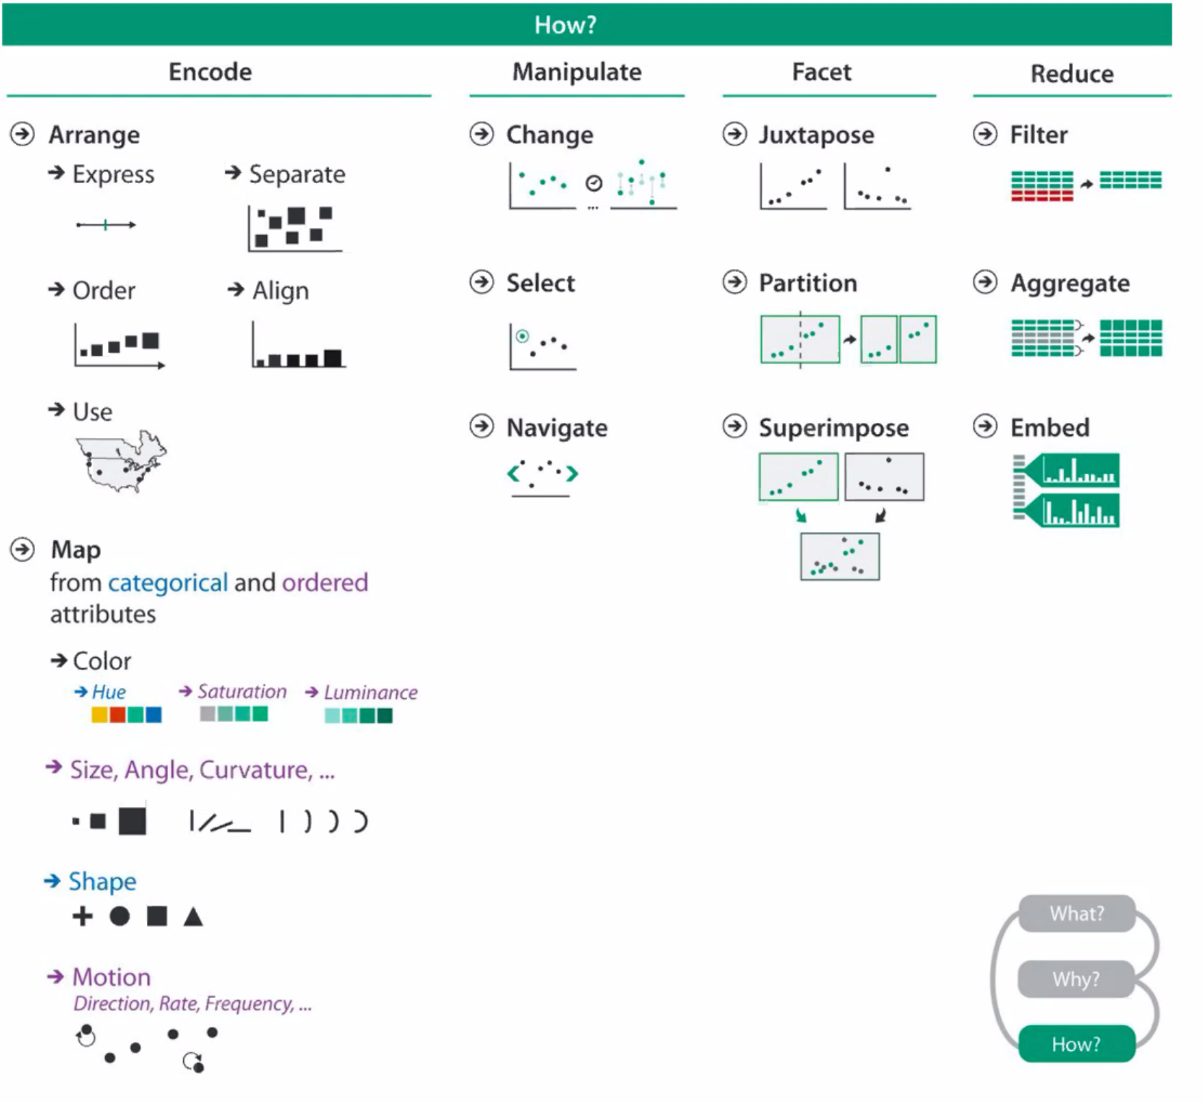 How?
Encode
Manipulate
Facet
Reduce
Arrange
Express
Separate
Order
Align
Use
Map
from categorical and ordered
attributes
Color
Hue
Saturation
Luminance
Size, Angle, Curvature, ...
Shape
Motion
Direction, Rate, Frequency, ...
Change
...
Select
Navigate
Juxtapose
Partition
Superimpose
Filter
Aggregate
Embed
What?
Why?
How?